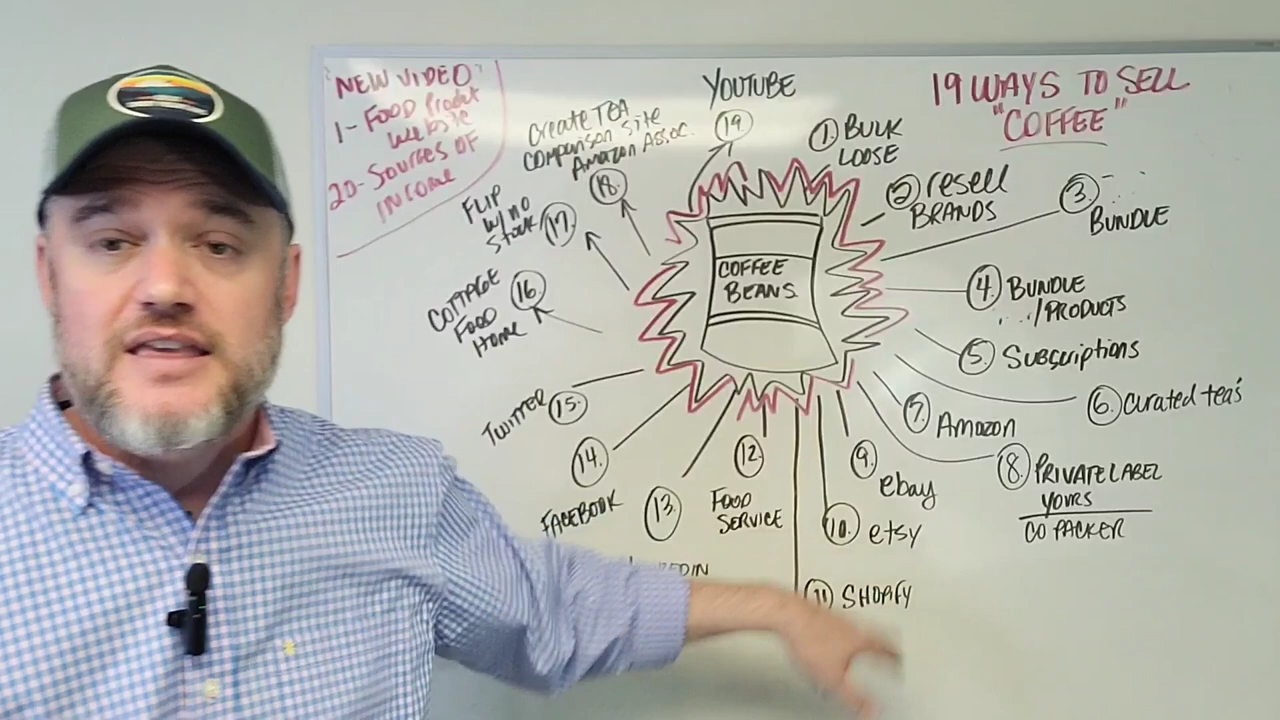 "NEW VIDEO"
1- FOOD Product
website
20- SOURCES OF
INCOME
19 WAYS TO SELL
"COFFEE"
COFFEE
BEANS
1. BULK
LOOSE
2. resell
BRANDS
3.
BUNDLE
4. BUNDLE
/PRODUCTS
5. Subscriptions
6. curated tea's
7. Amazon
8. PRIVATE LABEL
YOURS
CO PACKER
9.
ebay
10. etsy
11 SHOPFY
12.
FOOD
SERVICE
13.
14.
FACEBOOK
TWITTER 15.
16.
COTTAGE
FOOD
Home
17.
FLIP
w/ no
stock
Create TEA
comparison site
Amazon Assoc.
18.
YOUTUBE
19.